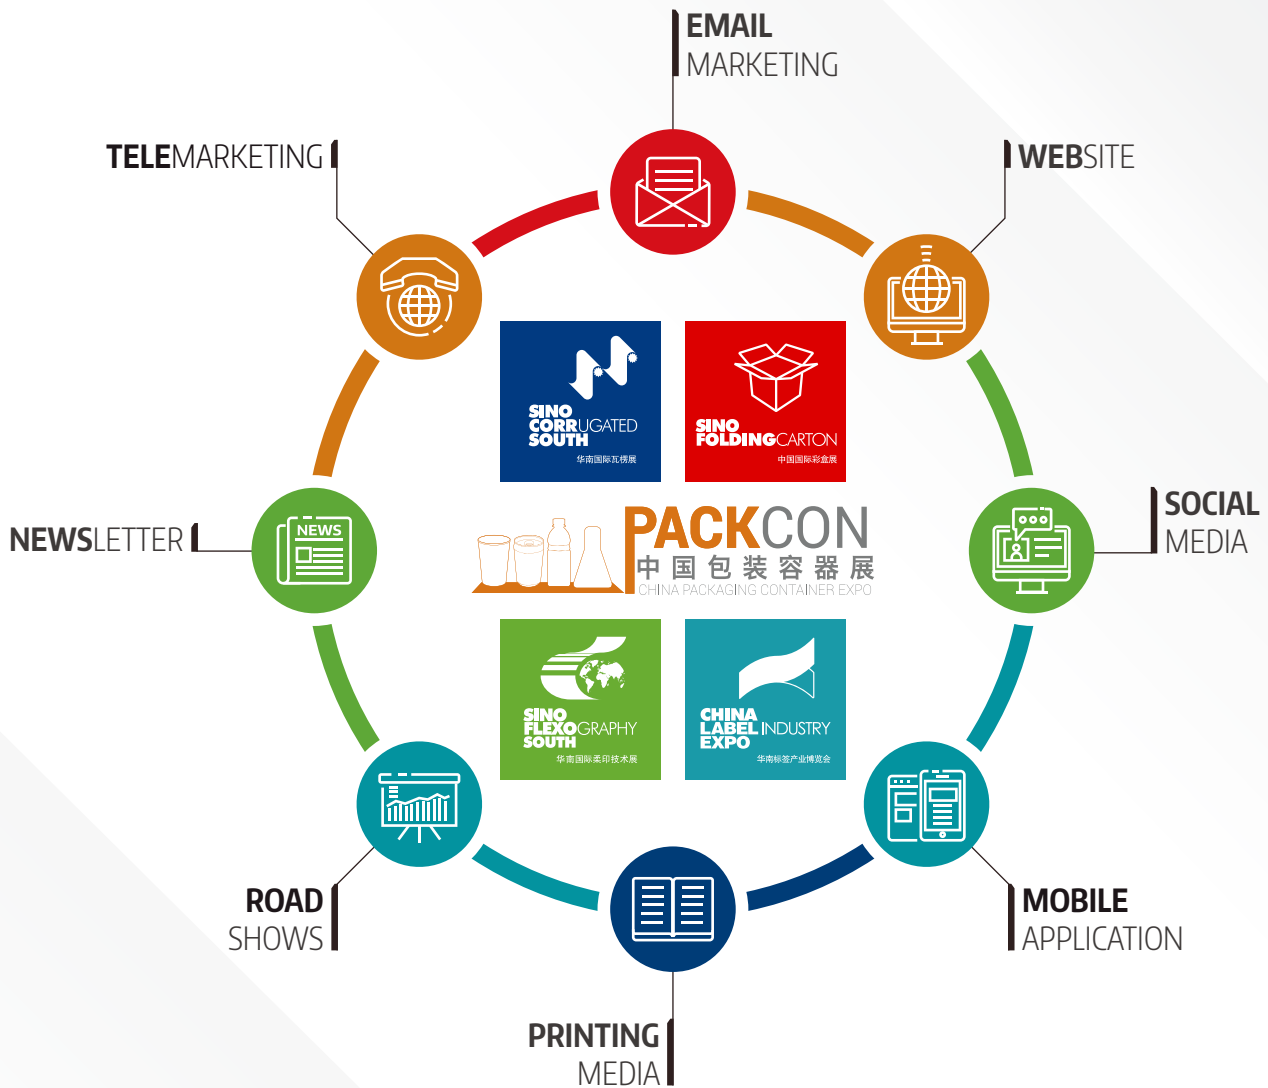 EMAIL
MARKETING
TELEMARKETING
WEBSITE
SINO
CORRUGATED
SOUTH
华南国际瓦楞展
SINO
FOLDINGCARTON
中国国际彩盒展
NEWSLETTER
NEWS
PACKCON
中国包装容器展
CHINA PACKAGING CONTAINER EXPO
SOCIAL
MEDIA
SINO
FLEXOGRAPHY
SOUTH
华南国际柔印技术展
CHINA
LABEL INDUSTRY
EXPO
华南标签产业博览会
ROAD
SHOWS
MOBILE
APPLICATION
PRINTING
MEDIA